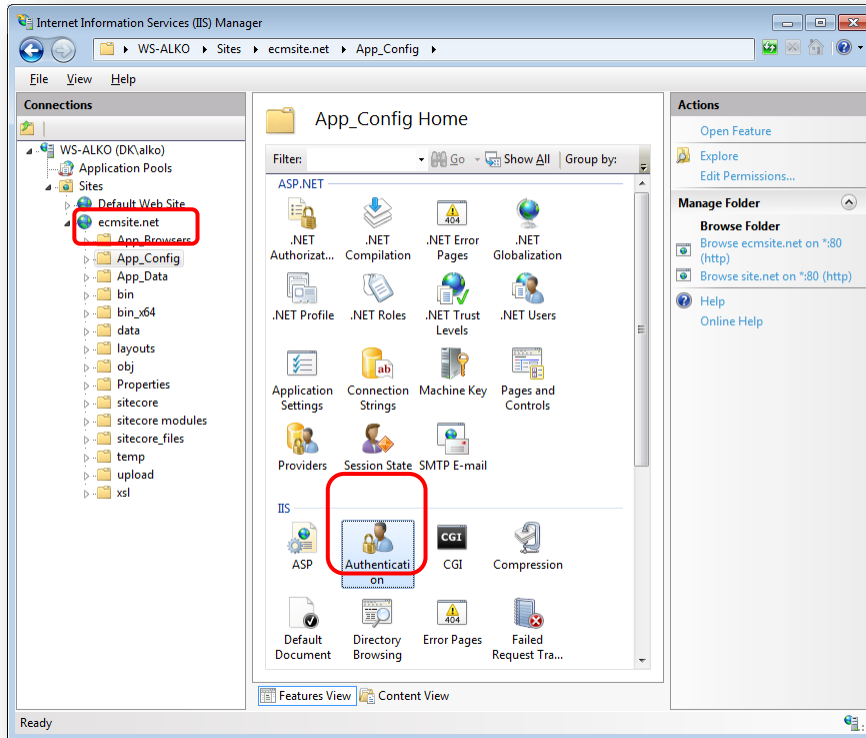 Internet Information Services (IIS) Manager
WS-ALKO
Sites
ecmsite.net
App_Config
File
View
Help
Connections
WS-ALKO (DK\alko)
Application Pools
Sites
Default Web Site
ecmsite.net
App_Browsers
App_Config
App_Data
bin
bin_x64
data
layouts
obj
Properties
sitecore
sitecore modules
sitecore_files
temp
upload
xsl
App_Config Home
Filter:
Go
Show All
Group by:
ASP.NET
.NET
Authorizat...
.NET
Compilation
.NET Error
Pages
.NET
Globalization
.NET Profile
.NET Roles
.NET Trust
Levels
.NET Users
Application
Settings
ab
Connection
Strings
Machine Key
Pages and
Controls
Providers
Session State
SMTP E-mail
IIS
ASP
Authenticati
on
CGI
CGI
Compression
Default
Document
Directory
Browsing
404
Error Pages
Failed
Request Tra...
Features View
Content View
Actions
Open Feature
Explore
Edit Permissions...
Manage Folder
Browse Folder
Browse ecmsite.net on *:80
(http)
Browse site.net on *:80 (http)
Help
Online Help
Ready